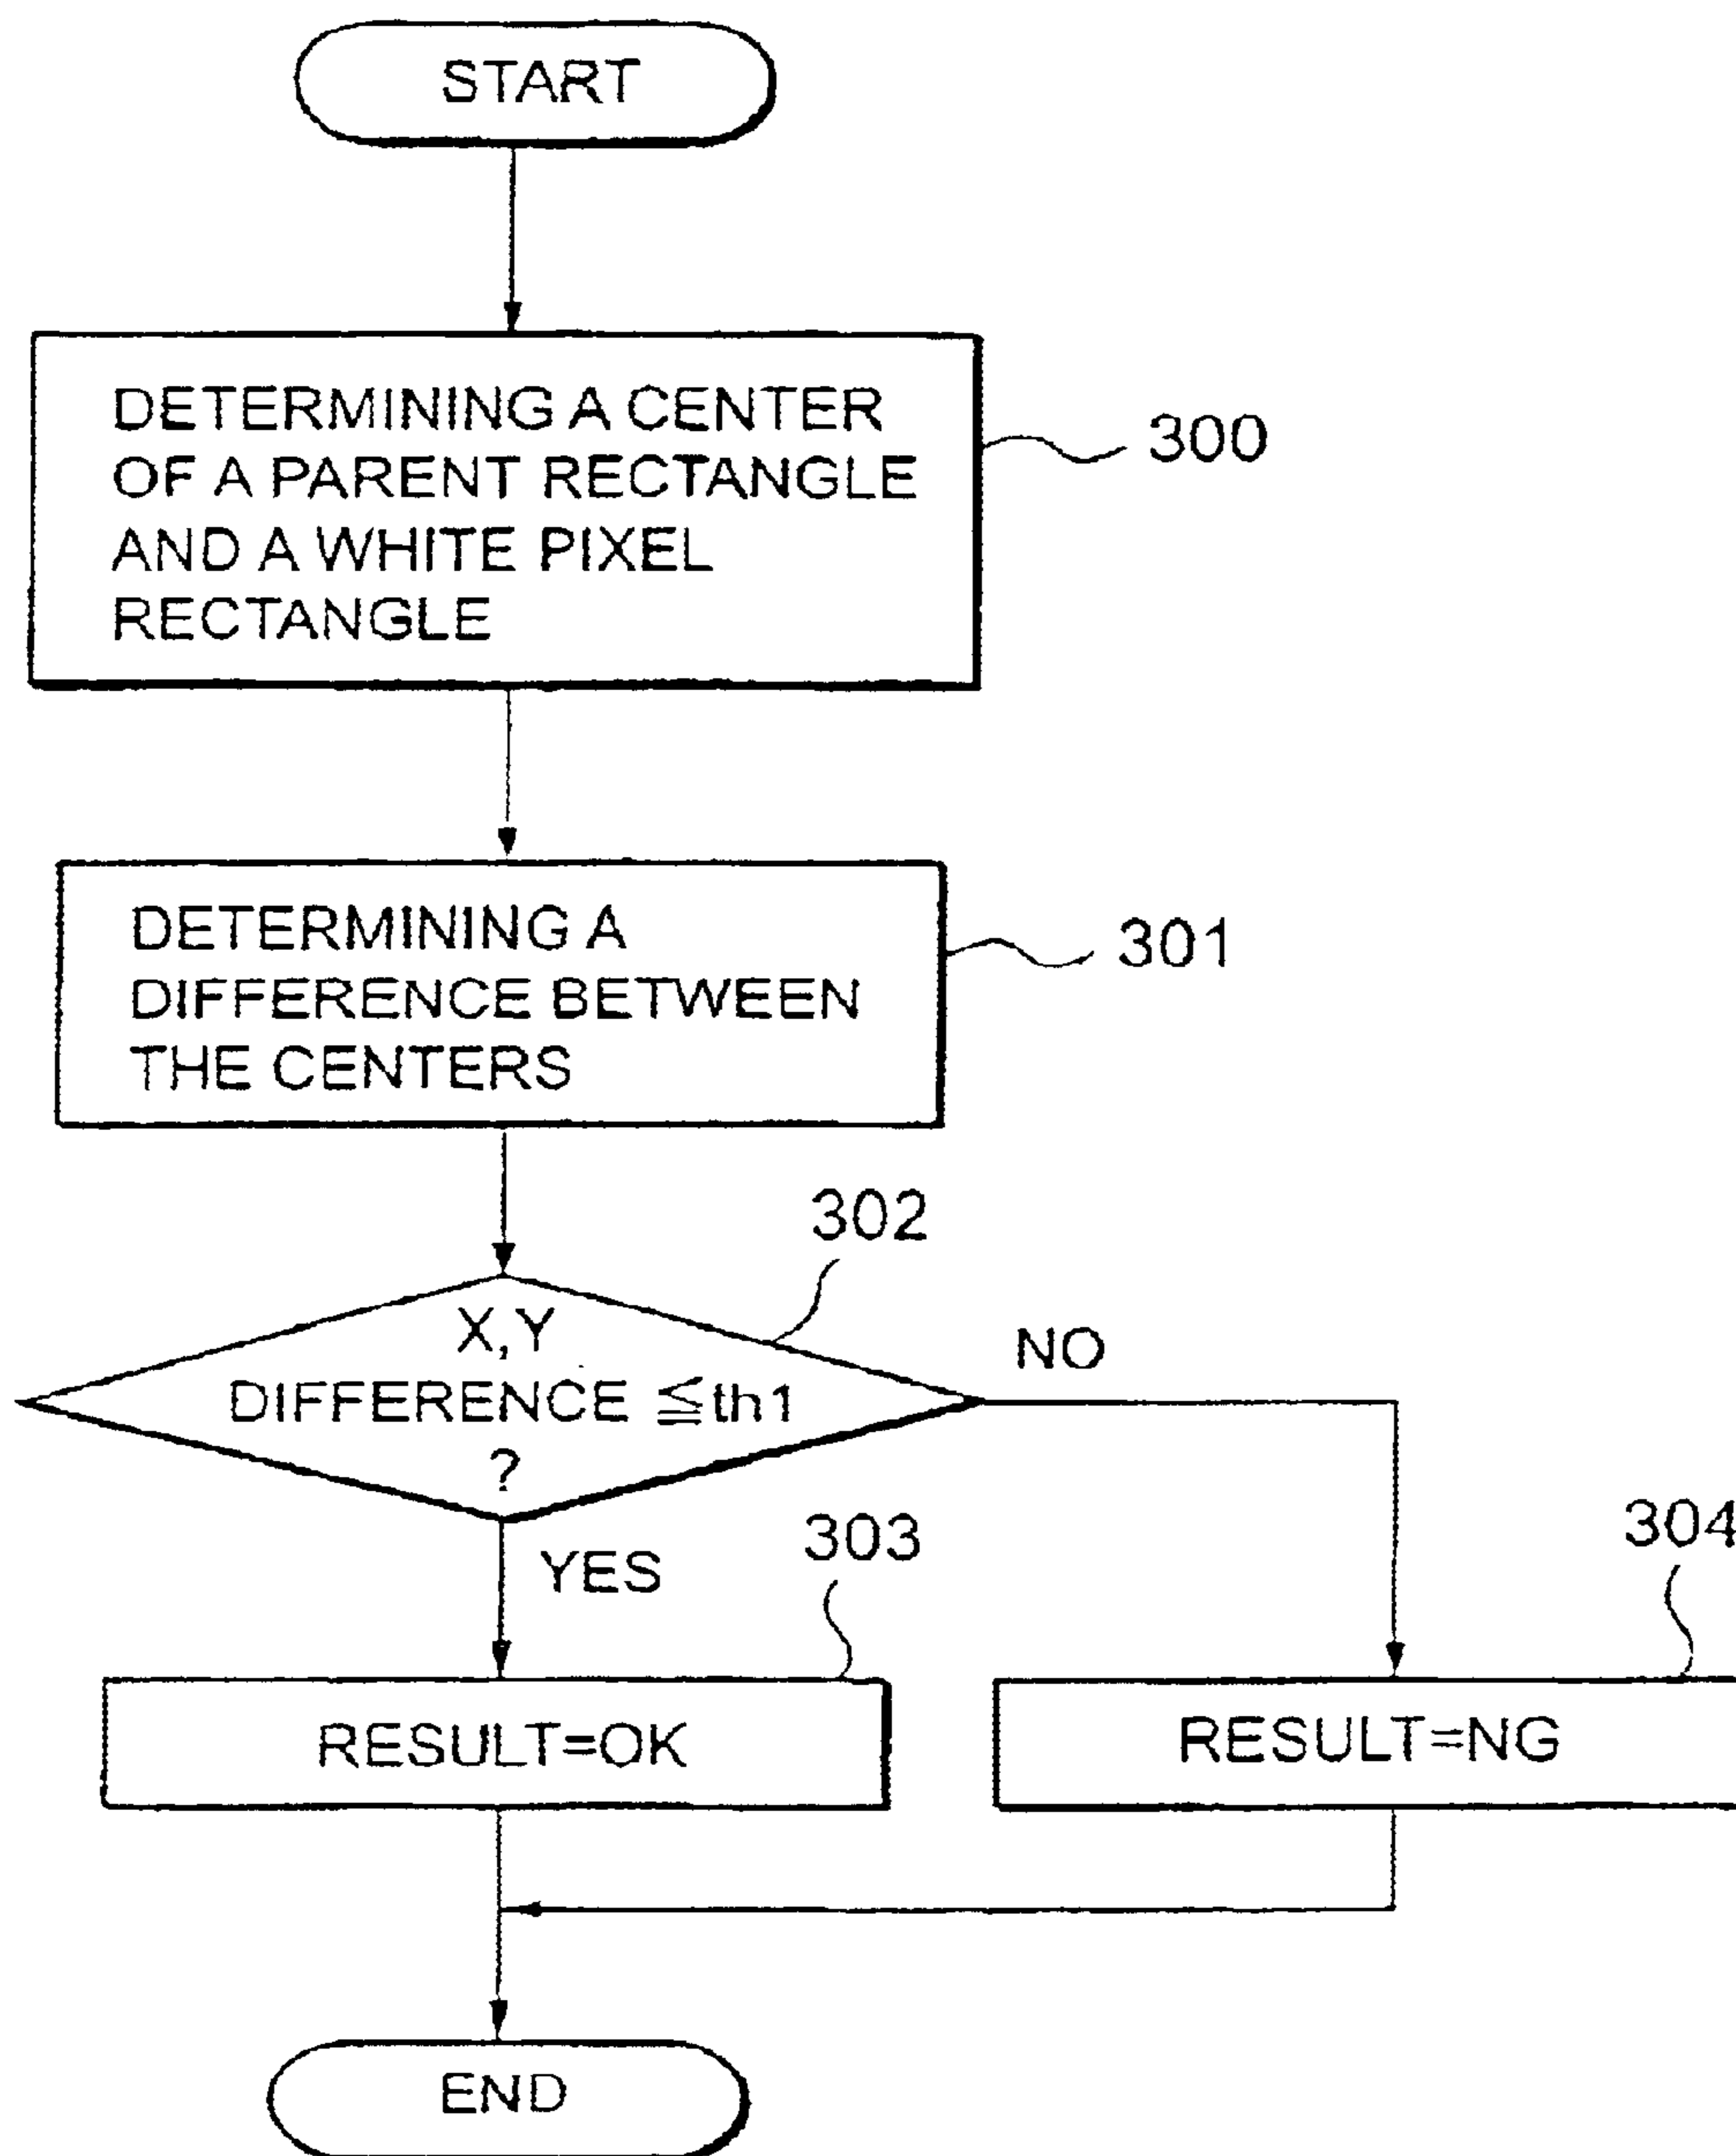 START
DETERMINING A CENTER
OF A PARENT RECTANGLE
AND A WHITE PIXEL
RECTANGLE
300
DETERMINING A
DIFFERENCE BETWEEN
THE CENTERS
301
302
X,Y
DIFFERENCE ≦th1
?
NO
YES
303
304
RESULT=OK
RESULT=NG
END